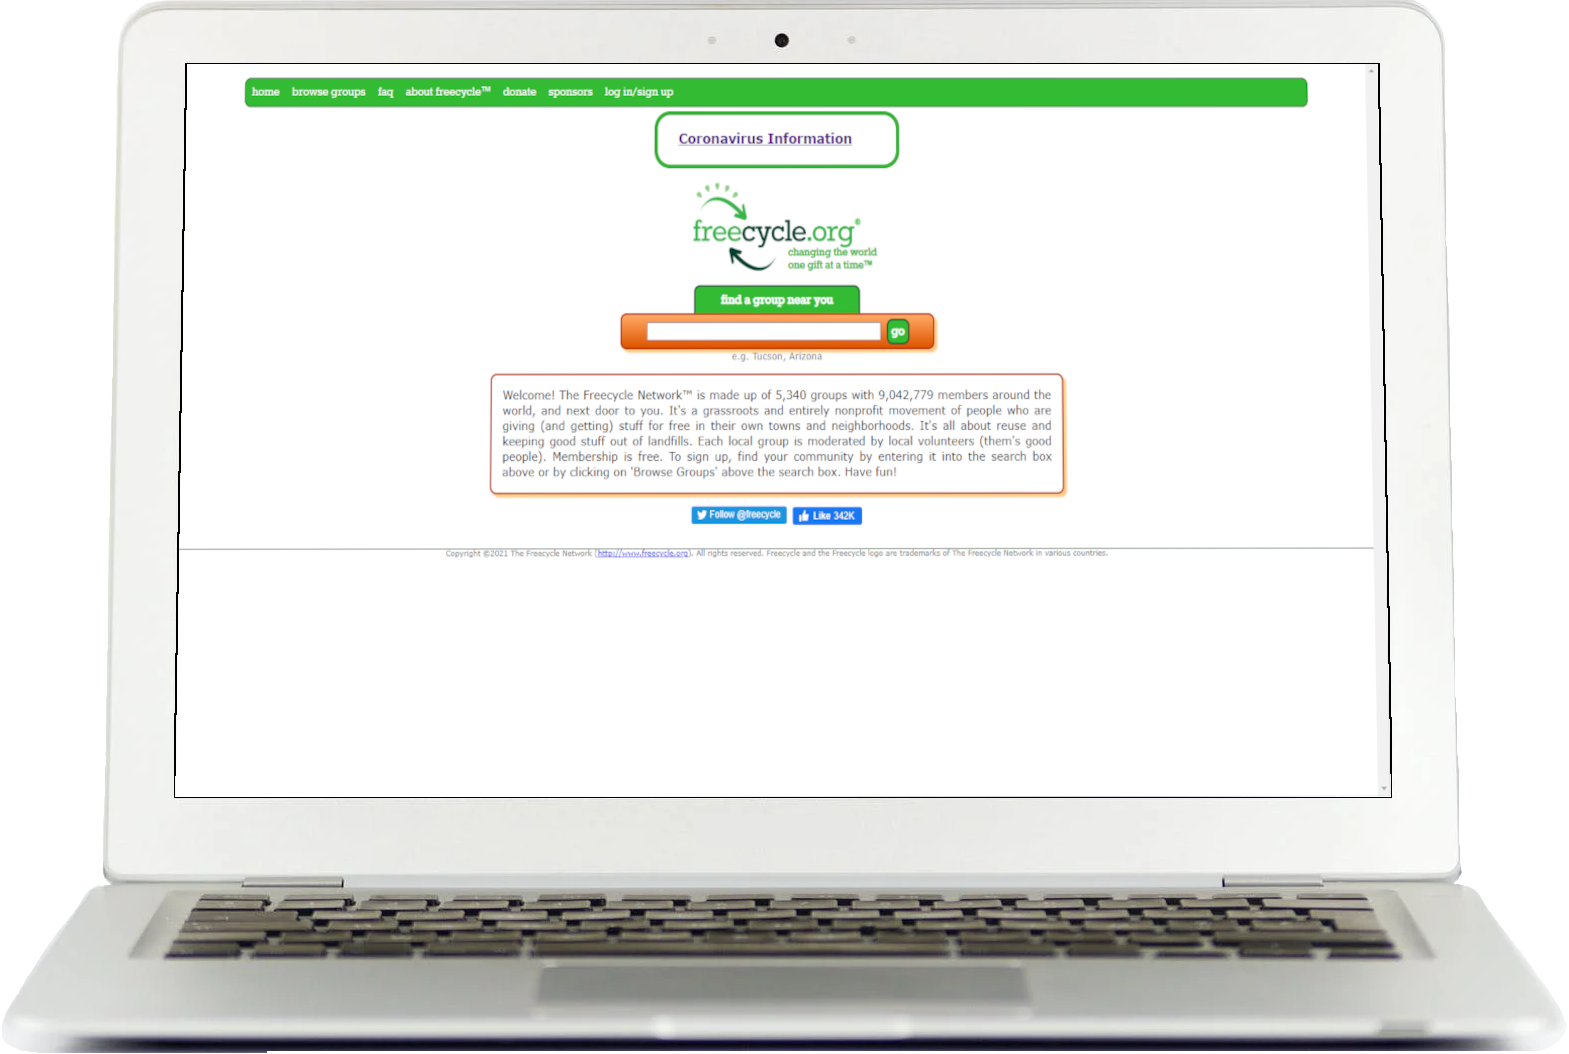 home browse groups faq about freecycle™ donate sponsors log in/sign up
Coronavirus Information
freecycle.org®
changing the world
one gift at a time™
find a group near you
go
e.g. Tucson, Arizona
Welcome! The Freecycle Network™ is made up of 5,340 groups with 9,042,779 members around the
world, and next door to you. It's a grassroots and entirely nonprofit movement of people who are
giving (and getting) stuff for free in their own towns and neighborhoods. It's all about reuse and
keeping good stuff out of landfills. Each local group is moderated by local volunteers (them's good
people). Membership is free. To sign up, find your community by entering it into the search box
above or by clicking on 'Browse Groups' above the search box. Have fun!
Follow @freecycle Like 342K
Copyright ©2021 The Freecycle Network (http://www.freecycle.org). All rights reserved. Freecycle and the Freecycle logo are trademarks of The Freecycle Network in various countries.